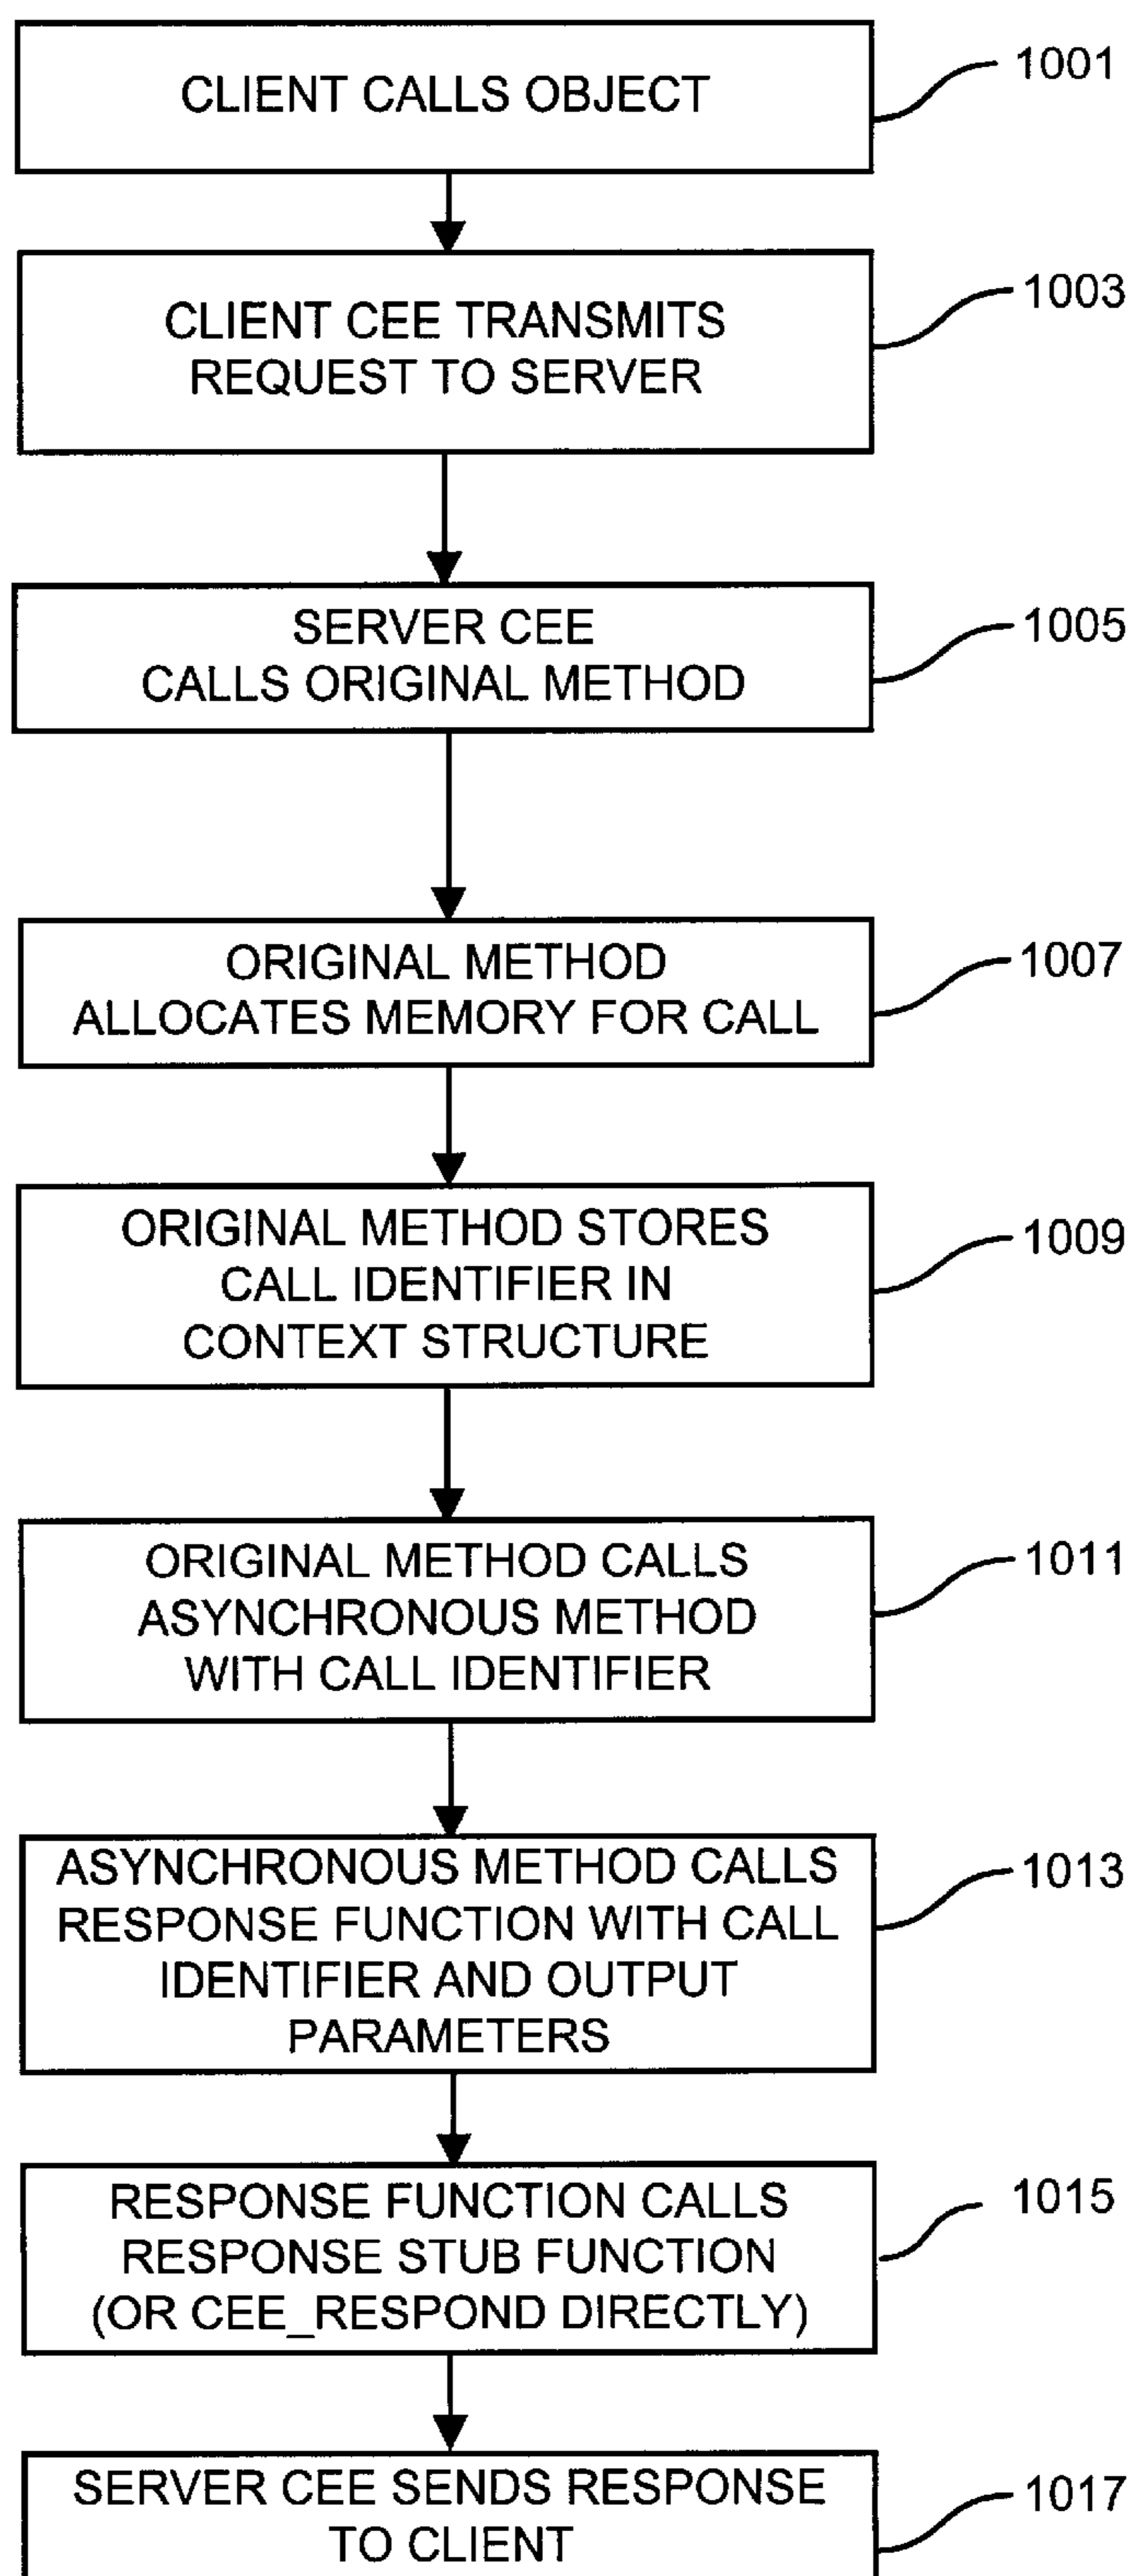 CLIENT CALLS OBJECT
1001
CLIENT CEE TRANSMITS
REQUEST TO SERVER
1003
SERVER CEE
CALLS ORIGINAL METHOD
1005
ORIGINAL METHOD
ALLOCATES MEMORY FOR CALL
1007
ORIGINAL METHOD STORES
CALL IDENTIFIER IN
CONTEXT STRUCTURE
1009
ORIGINAL METHOD CALLS
ASYNCHRONOUS METHOD
WITH CALL IDENTIFIER
1011
ASYNCHRONOUS METHOD CALLS
RESPONSE FUNCTION WITH CALL
IDENTIFIER AND OUTPUT
PARAMETERS
1013
RESPONSE FUNCTION CALLS
RESPONSE STUB FUNCTION
(OR CEE_RESPOND DIRECTLY)
1015
SERVER CEE SENDS RESPONSE
TO CLIENT
1017